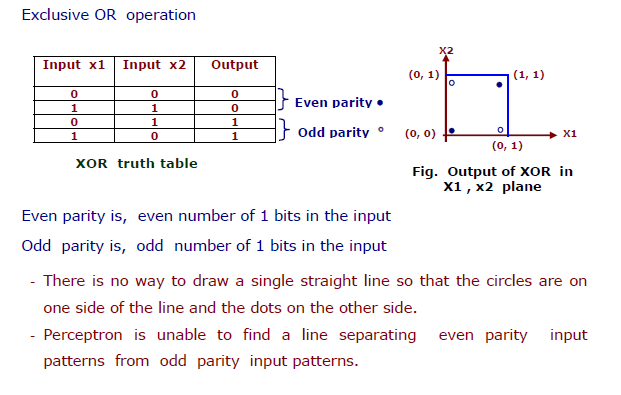 Exclusive OR operation
Input x1 Input x2 Output
0 0 0
1 1 0
0 1 1
1 0 1
Even parity •
Odd parity °
XOR truth table
X2
(0, 1) (1, 1)
(0, 0) X1
(0, 1)
Fig. Output of XOR in
X1 , x2 plane
Even parity is, even number of 1 bits in the input
Odd parity is, odd number of 1 bits in the input
- There is no way to draw a single straight line so that the circles are on
one side of the line and the dots on the other side.
- Perceptron is unable to find a line separating even parity input
patterns from odd parity input patterns.